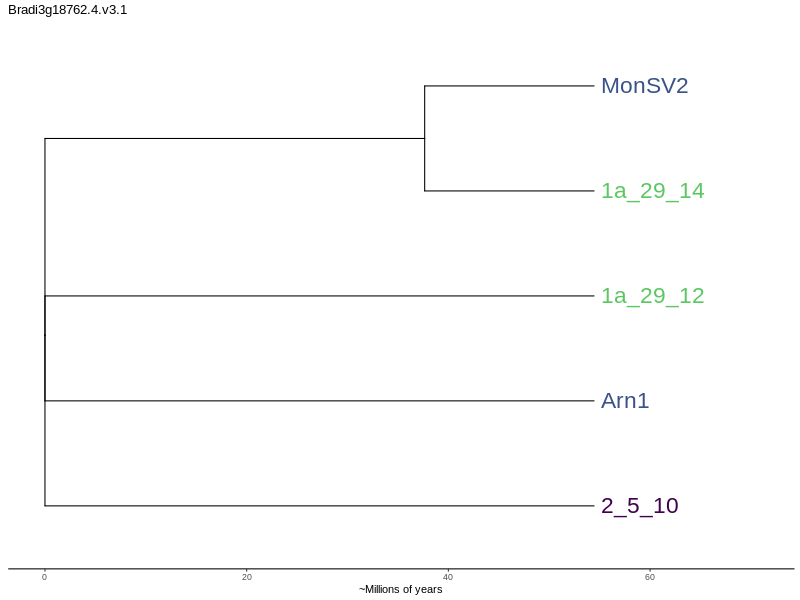 Bradi3g18762.4.v3.1
MonSV2
1a_29_14
1a_29_12
Arn1
2_5_10
0 20 40 60
~Millions of years